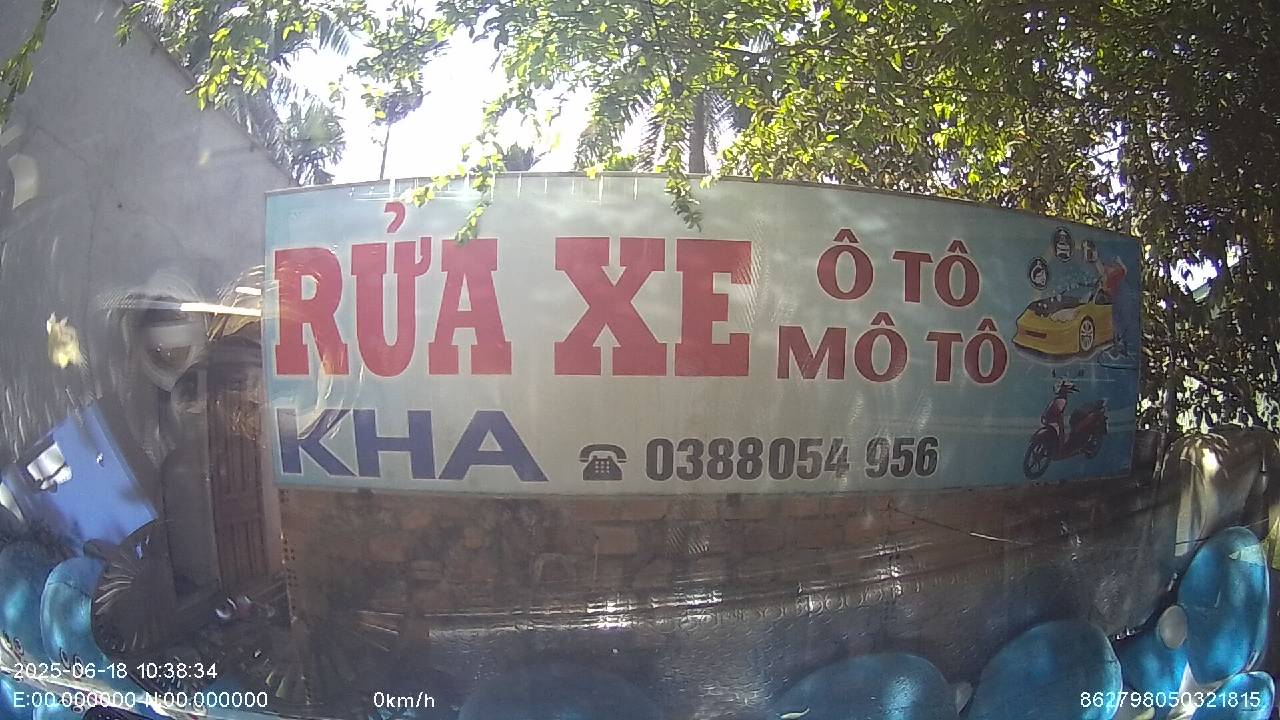 RỬA XE
Ô TÔ
MÔ TÔ
KHA
0388054 956
2025-06-18 10:38:34
E:00.000000 N:00.000000
0km/h
862798050321815